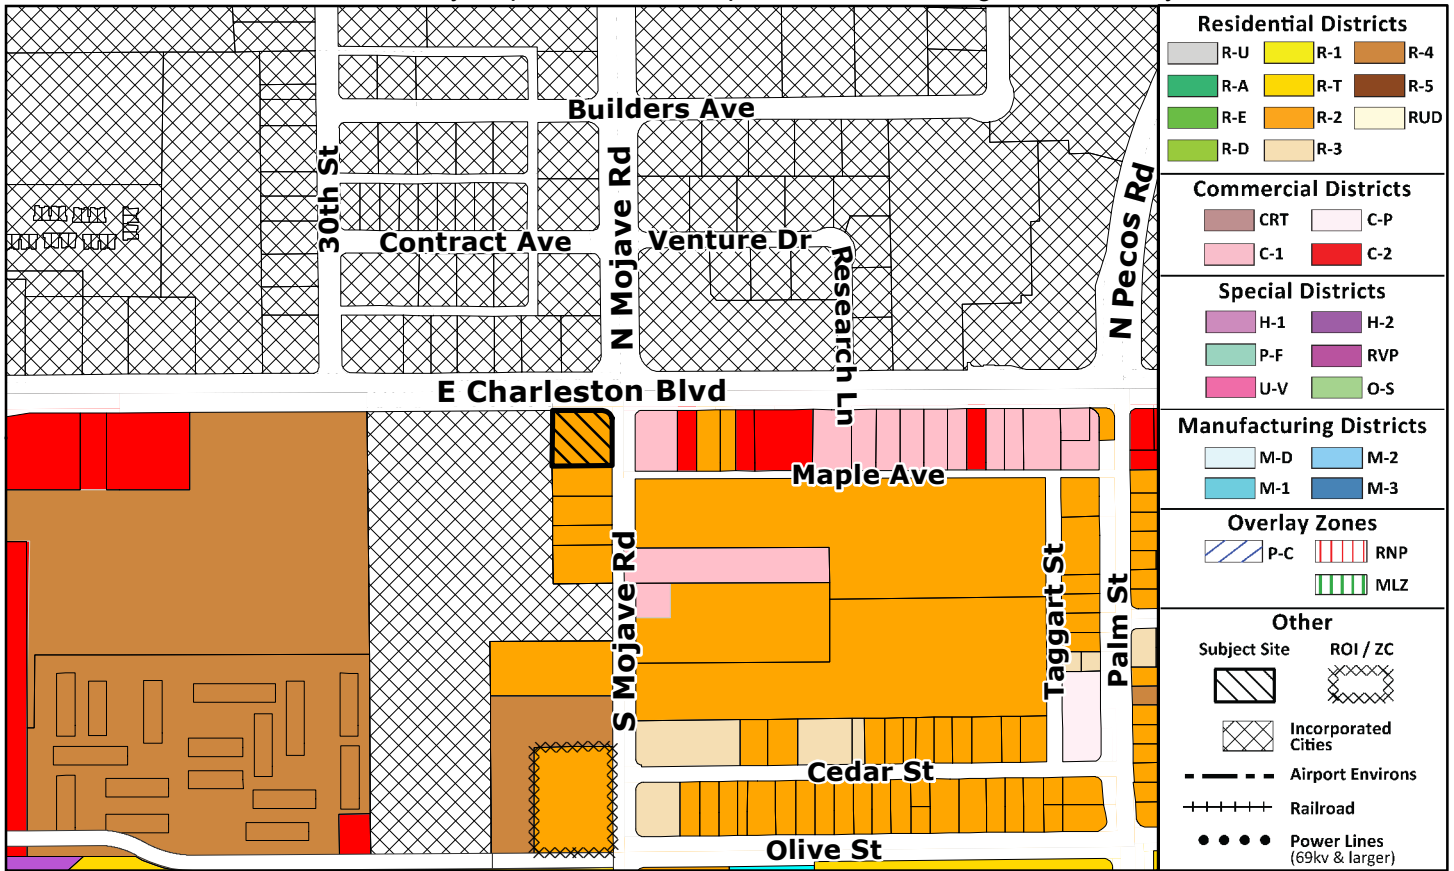 Builders Ave
30th St
N Mojave Rd
Contract Ave
Venture Dr
Research Ln
N Pecos Rd
E Charleston Blvd
Maple Ave
S Mojave Rd
Taggart St
Palm St
Cedar St
Olive St
Residential Districts
R-U R-1 R-4
R-A R-T R-5
R-E R-2 RUD
R-D R-3
Commercial Districts
CRT C-P
C-1 C-2
Special Districts
H-1 H-2
P-F RVP
U-V O-S
Manufacturing Districts
M-D M-2
M-1 M-3
Overlay Zones
P-C RNP
MLZ
Other
Subject Site ROI / ZC
Incorporated
Cities
Airport Environs
Railroad
Power Lines
(69kv & larger)